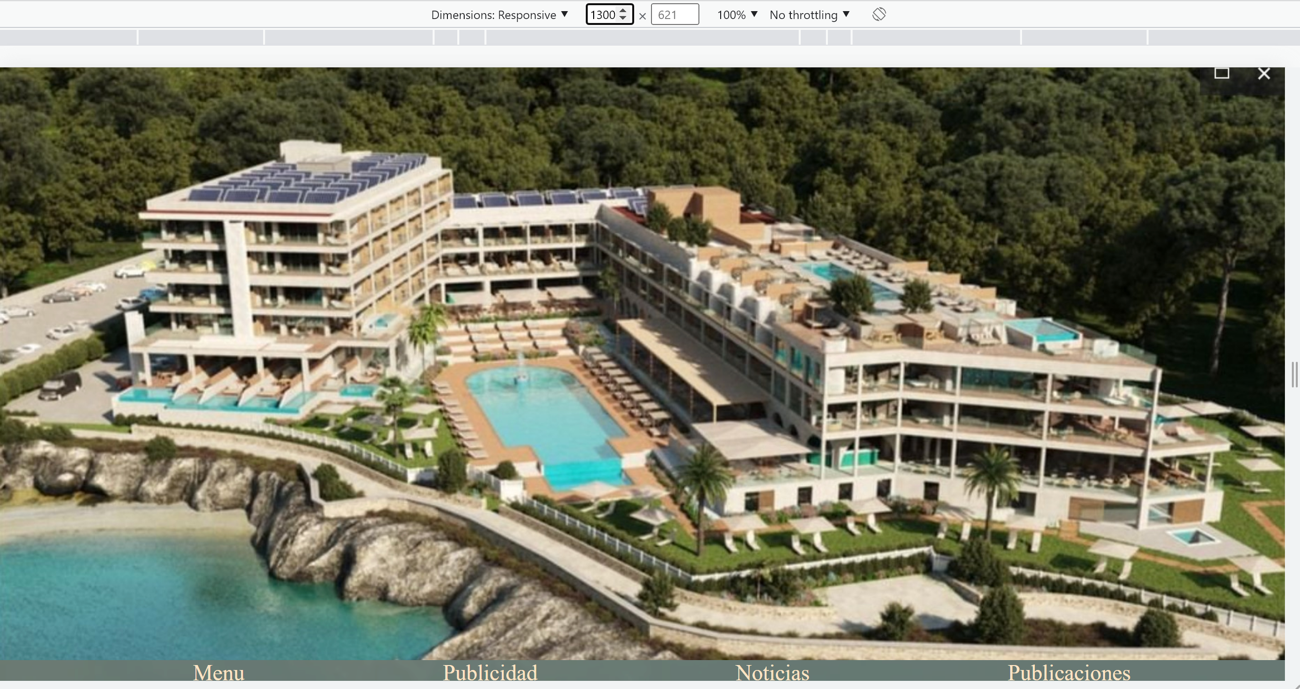 Dimensions: Responsive 1300 × 621 100% No throttling
Menu Publicidad Noticias Publicaciones